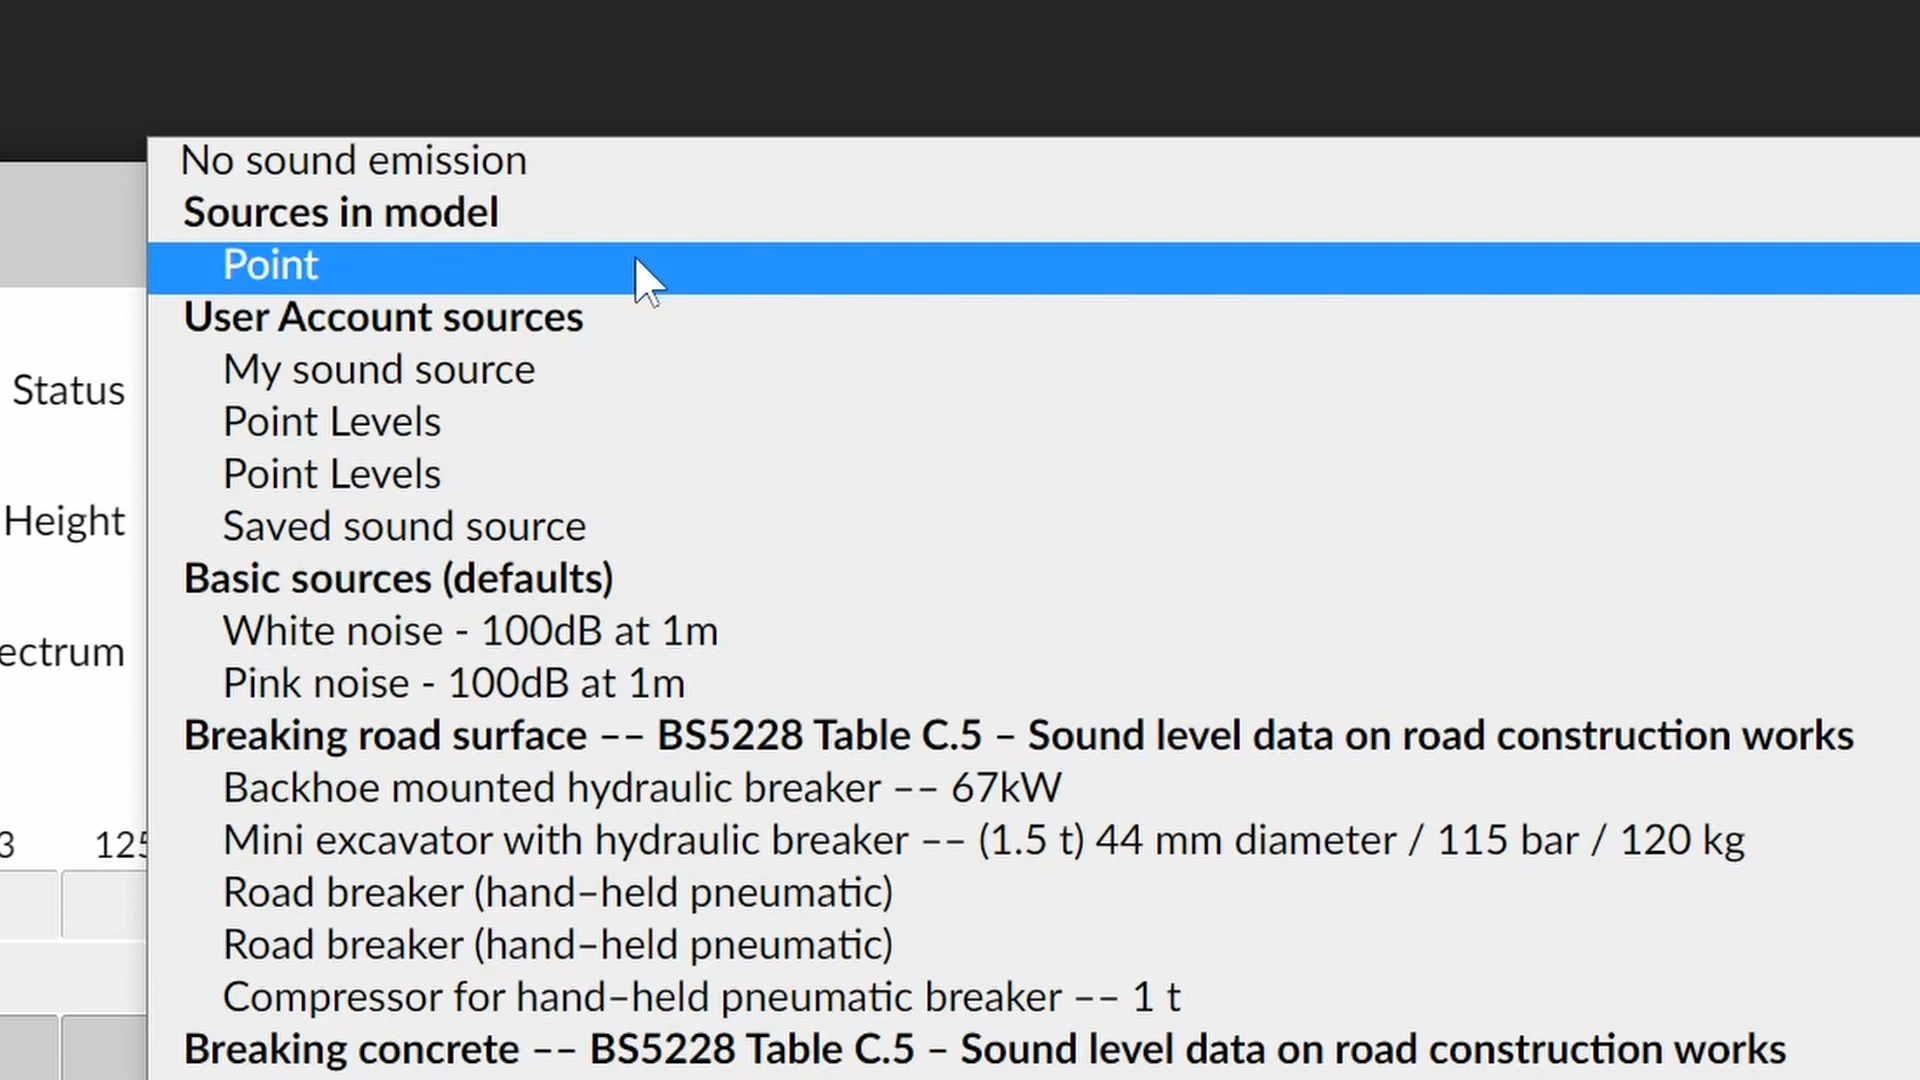 No sound emission
Sources in model
Point
User Account sources
Status
My sound source
Point Levels
Point Levels
Height
Saved sound source
Basic sources (defaults)
White noise - 100dB at 1m
ectrum
Pink noise - 100dB at 1m
Breaking road surface –– BS5228 Table C.5 – Sound level data on road construction works
Backhoe mounted hydraulic breaker –– 67kW
3 125
Mini excavator with hydraulic breaker –– (1.5 t) 44 mm diameter / 115 bar / 120 kg
Road breaker (hand–held pneumatic)
Road breaker (hand–held pneumatic)
Compressor for hand–held pneumatic breaker –– 1 t
Breaking concrete –– BS5228 Table C.5 – Sound level data on road construction works